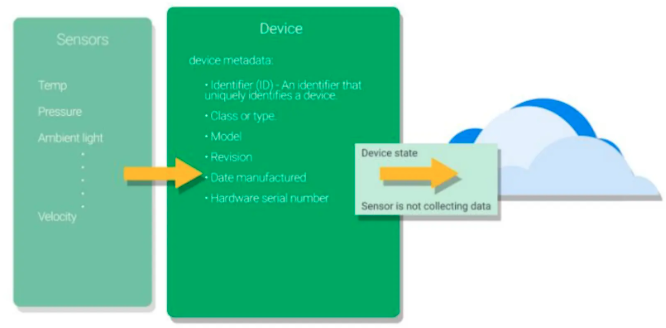 Sensors
Temp
Pressure
Ambient light
Velocity
Device
device metadata:
• Identifier (ID) - An identifier that
uniquely identifies a device.
• Class or type.
• Model
• Revision
• Date manufactured
• Hardware serial number
Device state
Sensor is not collecting data